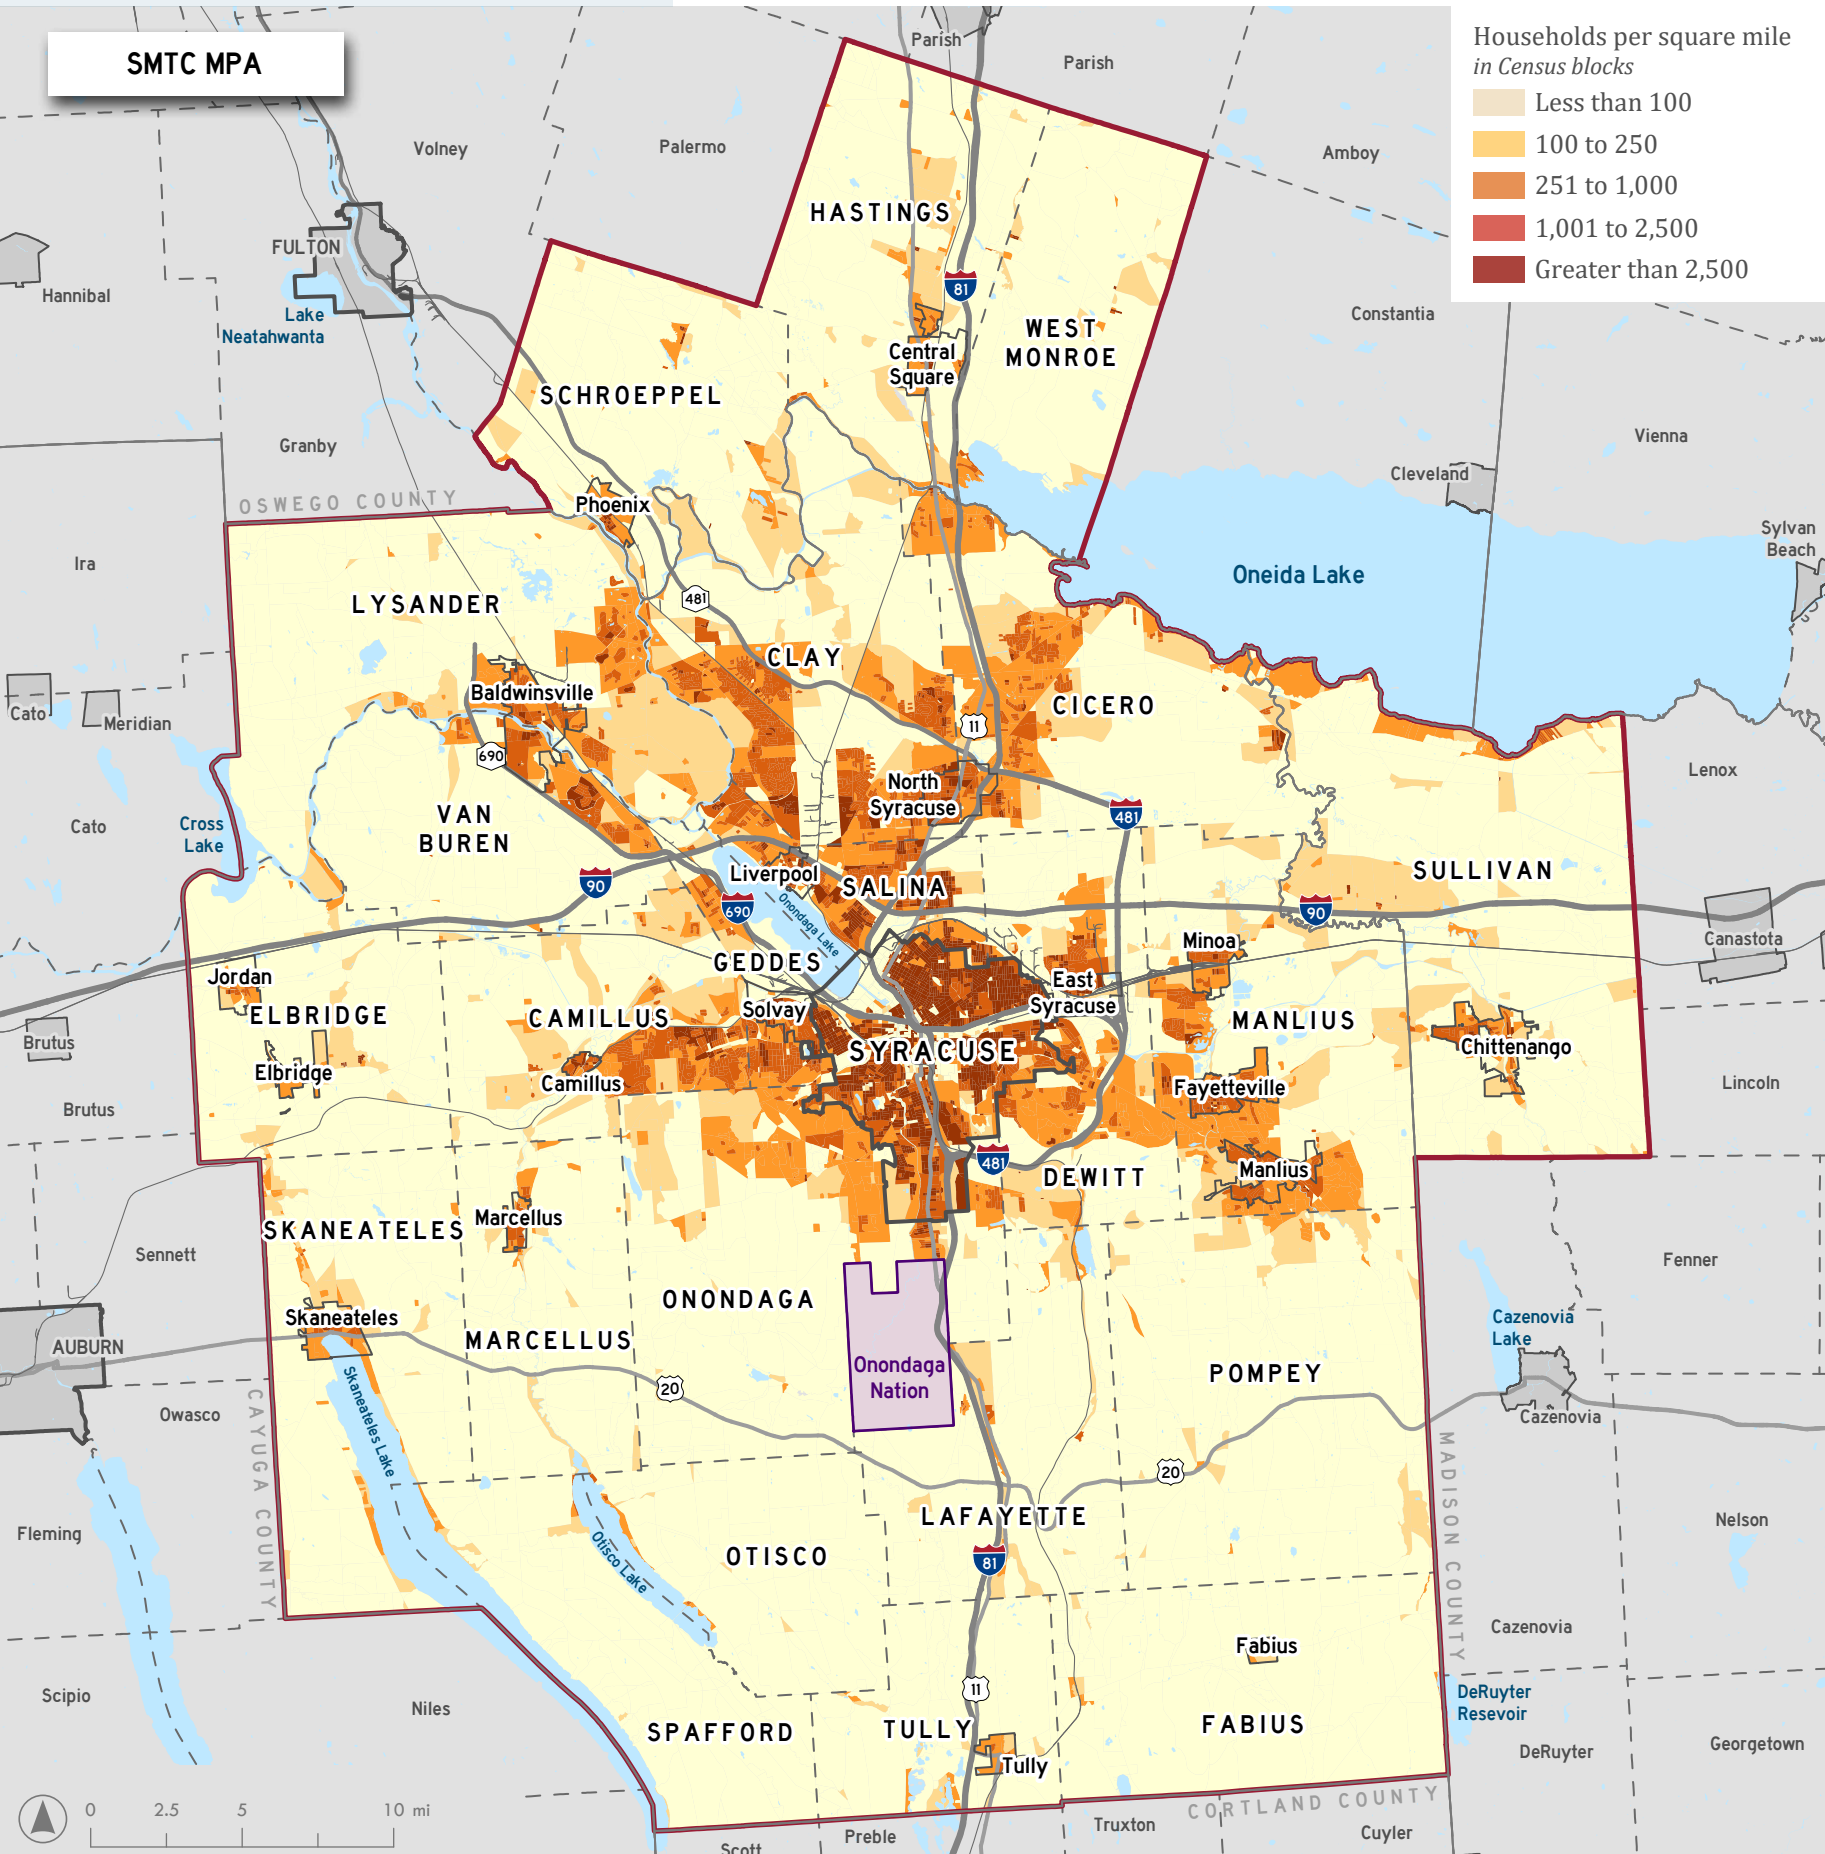 SMTC MPA
Households per square mile
in Census blocks
Less than 100
100 to 250
251 to 1,000
1,001 to 2,500
Greater than 2,500
Parish
Parish
Volney
Palermo
Amboy
HASTINGS
FULTON
Hannibal
81
Lake
Neatahwanta
Constantia
WEST
MONROE
Central
Square
SCHROEPPEL
Granby
Vienna
Cleveland
OSWEGO COUNTY
Phoenix
Sylvan
Beach
Ira
Oneida Lake
LYSANDER
481
CLAY
Baldwinsville
CICERO
Cato
Meridian
11
690
Lenox
North
Syracuse
VAN
BUREN
481
Cato
Cross
Lake
Liverpool
SALINA
SULLIVAN
90
690
90
Onondaga Lake
Minoa
Canastota
GEDDES
Jordan
East
Syracuse
Solvay
ELBRIDGE
CAMILLUS
MANLIUS
Brutus
SYRACUSE
Chittenango
Elbridge
Camillus
Fayetteville
Lincoln
Brutus
481
Manlius
DEWITT
Marcellus
SKANEATELES
Sennett
Fenner
ONONDAGA
Skaneateles
Cazenovia
Lake
MARCELLUS
AUBURN
Onondaga
Nation
POMPEY
20
Skaneateles Lake
Owasco
Cazenovia
CAYUGA COUNTY
MADISON COUNTY
20
LAFAYETTE
Nelson
Fleming
OTISCO
Otisco Lake
81
Cazenovia
Fabius
Scipio
Niles
11
DeRuyter
Resevoir
SPAFFORD
TULLY
FABIUS
Georgetown
DeRuyter
Tully
CORTLAND COUNTY
0 2.5 5 10 mi
Truxton
Preble
Cuyler
Scott